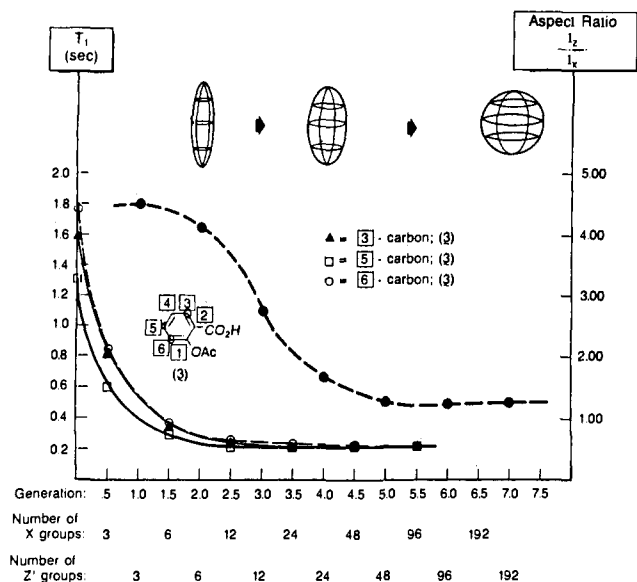 T₁
(sec)
Aspect Ratio
I_z
I_x
2.0
1.8
1.6
1.4
1.2
1.0
0.8
0.6
0.4
0.2
5.00
4.00
3.00
2.00
1.00
▲ = 3 - carbon; (3)
□ = 5 - carbon; (3)
○ = 6 - carbon; (3)
4 3
5 2
CO₂H
6
1 OAc
(3)
Generation: .5 1.0 1.5 2.0 2.5 3.0 3.5 4.0 4.5 5.0 5.5 6.0 6.5 7.0 7.5
Number of
X groups: 3 6 12 24 48 96 192
Number of
Z' groups: 3 6 12 24 48 96 192